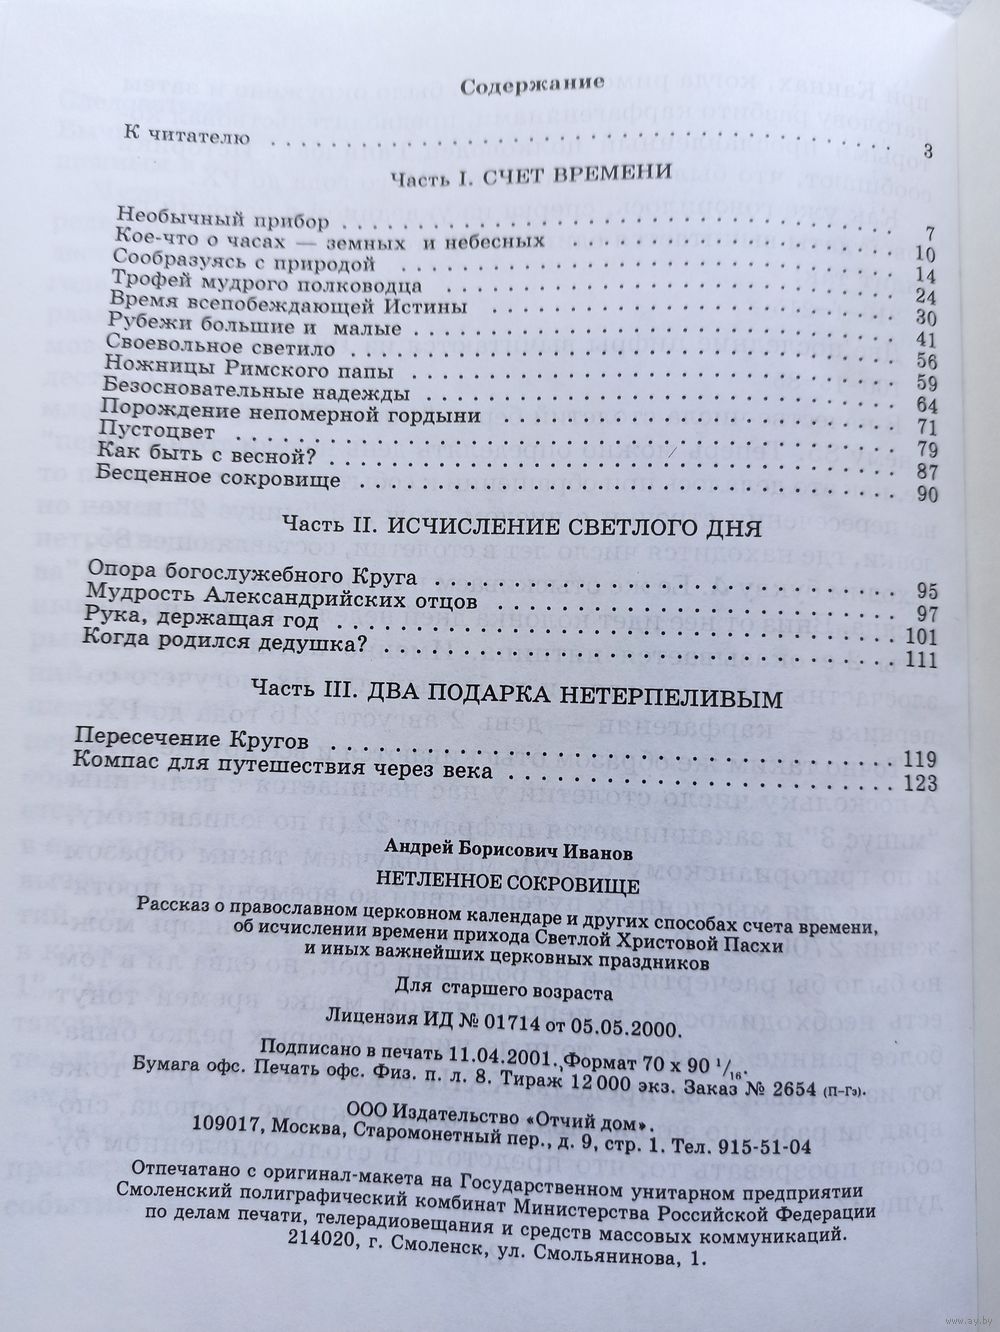 Содержание
К читателю . . . . . . . . . . . . . . . . . . . . . . . . . . 3
Часть I. СЧЕТ ВРЕМЕНИ
Необычный прибор . . . . . . . . . . . . . . . . . . . . . . 7
Кое-что о часах — земных и небесных . . . . . . . . . . . . 10
Сообразуясь с природой . . . . . . . . . . . . . . . . . . . 14
Трофей мудрого полководца . . . . . . . . . . . . . . . . . 24
Время всепобеждающей Истины . . . . . . . . . . . . . . . 30
Рубежи большие и малые . . . . . . . . . . . . . . . . . . . 41
Своевольное светило . . . . . . . . . . . . . . . . . . . . . 56
Ножницы Римского папы . . . . . . . . . . . . . . . . . . . 59
Безосновательные надежды . . . . . . . . . . . . . . . . . . 64
Порождение непомерной гордыни . . . . . . . . . . . . . . 71
Пустоцвет . . . . . . . . . . . . . . . . . . . . . . . . . . 79
Как быть с весной? . . . . . . . . . . . . . . . . . . . . . . 87
Бесценное сокровище . . . . . . . . . . . . . . . . . . . . . 90
Часть II. ИСЧИСЛЕНИЕ СВЕТЛОГО ДНЯ
Опора богослужебного Круга . . . . . . . . . . . . . . . . . 95
Мудрость Александрийских отцов . . . . . . . . . . . . . . 97
Рука, держащая год . . . . . . . . . . . . . . . . . . . . . 101
Когда родился дедушка? . . . . . . . . . . . . . . . . . . . 111
Часть III. ДВА ПОДАРКА НЕТЕРПЕЛИВЫМ
Пересечение Кругов . . . . . . . . . . . . . . . . . . . . . 119
Компас для путешествия через века . . . . . . . . . . . . . 123
Андрей Борисович Иванов
НЕТЛЕННОЕ СОКРОВИЩЕ
Рассказ о православном церковном календаре и других способах счета времени,
об исчислении времени прихода Светлой Христовой Пасхи
и иных важнейших церковных праздников
Для старшего возраста
Лицензия ИД № 01714 от 05.05.2000.
Подписано в печать 11.04.2001. Формат 70 х 90 1/16.
Бумага офс. Печать офс. Физ. п. л. 8. Тираж 12 000 экз. Заказ № 2654 (п-гз).
ООО Издательство «Отчий дом».
109017, Москва, Старомонетный пер., д. 9, стр. 1. Тел. 915-51-04
Отпечатано с оригинал-макета на Государственном унитарном предприятии
Смоленский полиграфический комбинат Министерства Российской Федерации
по делам печати, телерадиовещания и средств массовых коммуникаций.
214020, г. Смоленск, ул. Смольянинова, 1.
www.ay.by